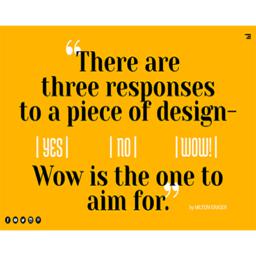 “There are
three responses
to a piece of design–
|YES| |NO| |WOW!|
Wow is the one to
aim for.”
by MILTON GLASER